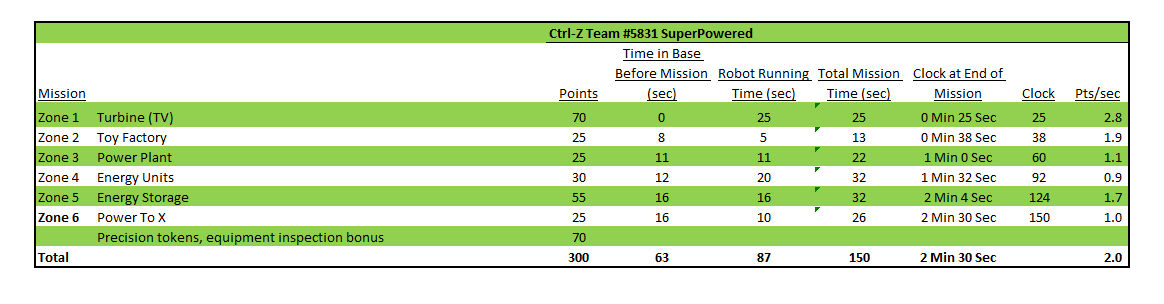 Ctrl-Z Team #5831 SuperPowered
Time in Base
Before Mission Robot Running Total Mission Clock at End of
Mission Points (sec) Time (sec) Time (sec) Mission Clock Pts/sec
Zone 1 Turbine (TV) 70 0 25 25 0 Min 25 Sec 25 2.8
Zone 2 Toy Factory 25 8 5 13 0 Min 38 Sec 38 1.9
Zone 3 Power Plant 25 11 11 22 1 Min 0 Sec 60 1.1
Zone 4 Energy Units 30 12 20 32 1 Min 32 Sec 92 0.9
Zone 5 Energy Storage 55 16 16 32 2 Min 4 Sec 124 1.7
Zone 6 Power To X 25 16 10 26 2 Min 30 Sec 150 1.0
Precision tokens, equipment inspection bonus 70
Total 300 63 87 150 2 Min 30 Sec 2.0